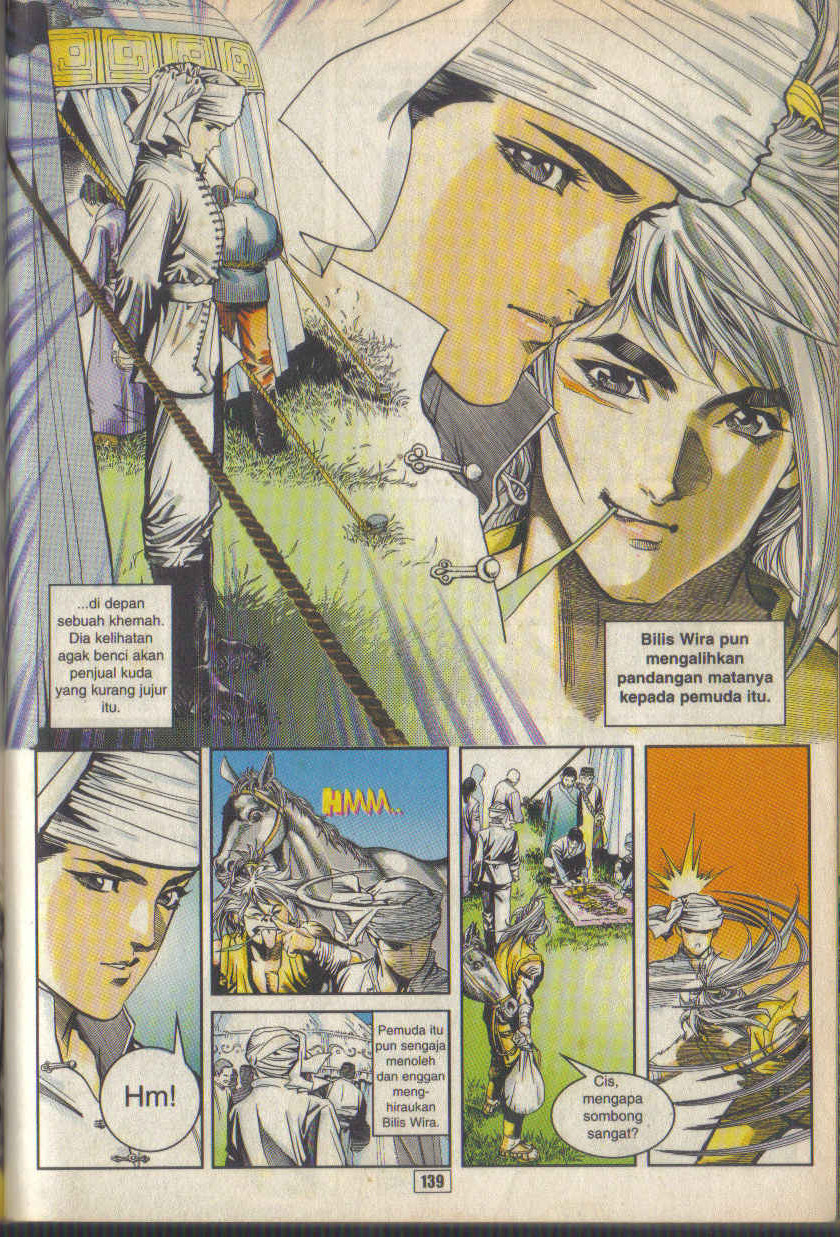 ...di depan
sebuah khemah.
Dia kelihatan
agak benci akan
penjual kuda
yang kurang jujur
itu.
Bilis Wira pun
mengalihkan
pandangan matanya
kepada pemuda itu.
Hm!
HMM..
Pemuda itu
pun sengaja
menoleh
dan enggan
meng-
hiraukan
Bilis Wira.
Cis,
mengapa
sombong
sangat?
139